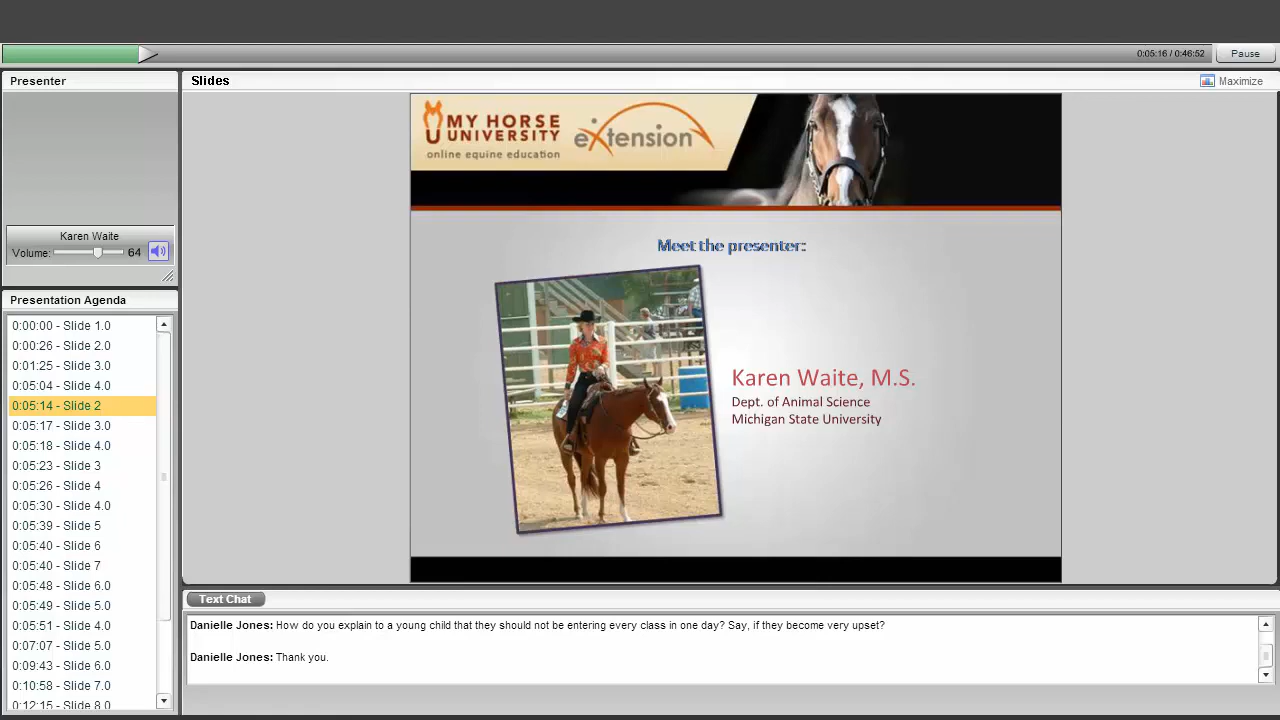 0:05:16 / 0:46:52
Pause
Presenter
Slides
Maximize
MY HORSE
UNIVERSITY
online equine education
eXtension
Karen Waite
Volume: 64
Meet the presenter:
Karen Waite, M.S.
Dept. of Animal Science
Michigan State University
Presentation Agenda
0:00:00 - Slide 1.0
0:00:26 - Slide 2.0
0:01:25 - Slide 3.0
0:05:04 - Slide 4.0
0:05:14 - Slide 2
0:05:17 - Slide 3.0
0:05:18 - Slide 4.0
0:05:23 - Slide 3
0:05:26 - Slide 4
0:05:30 - Slide 4.0
0:05:39 - Slide 5
0:05:40 - Slide 6
0:05:40 - Slide 7
0:05:48 - Slide 6.0
0:05:49 - Slide 5.0
0:05:51 - Slide 4.0
0:07:07 - Slide 5.0
0:09:43 - Slide 6.0
0:10:58 - Slide 7.0
0:12:15 - Slide 8.0
Text Chat
Danielle Jones: How do you explain to a young child that they should not be entering every class in one day? Say, if they become very upset?
Danielle Jones: Thank you.